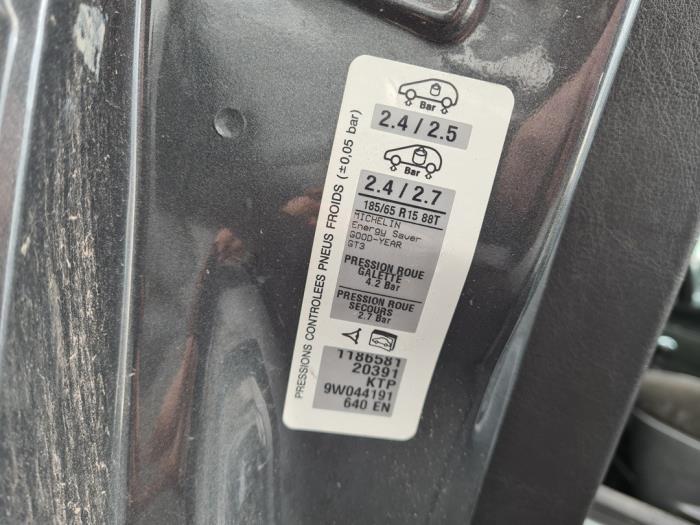 PRESSIONS CONTROLEES PNEUS FROIDS (±0,05 bar)
Bar
2.4 / 2.5
Bar
2.4 / 2.7
185/65 R15 88T
MICHELIN
Energy Saver
GOOD-YEAR
GT3
PRESSION ROUE
GALETTE
4.2 Bar
PRESSION ROUE
SECOURS
2.7 Bar
1186581
20391
KTP
9W044191
640 EN